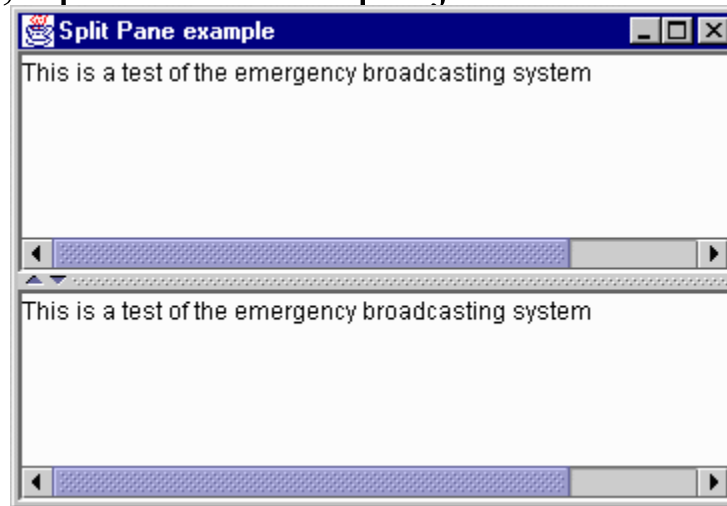 Split Pane example
This is a test of the emergency broadcasting system
This is a test of the emergency broadcasting system